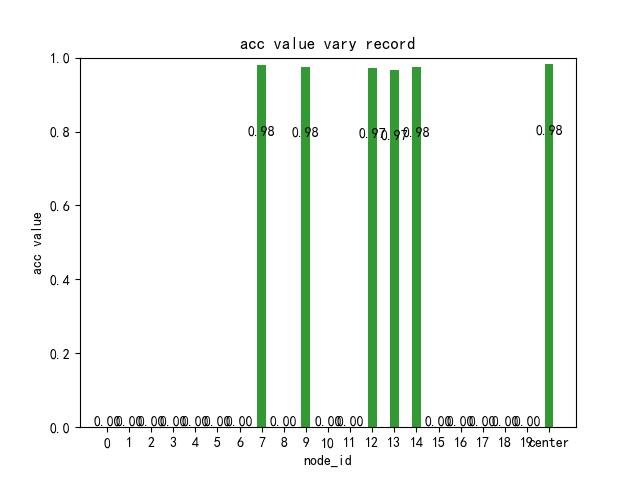 acc value vary record
1.0
0.8
0.6
0.4
0.2
0.0
acc value
0.98 0.98 0.97 0.97 0.98 0.98
0.00 0.00 0.00 0.00 0.00 0.00 0.00 0.00 0.00 0.00 0.00 0.00 0.00 0.00 0.00
0 1 2 3 4 5 6 7 8 9 10 11 12 13 14 15 16 17 18 19 center
node_id